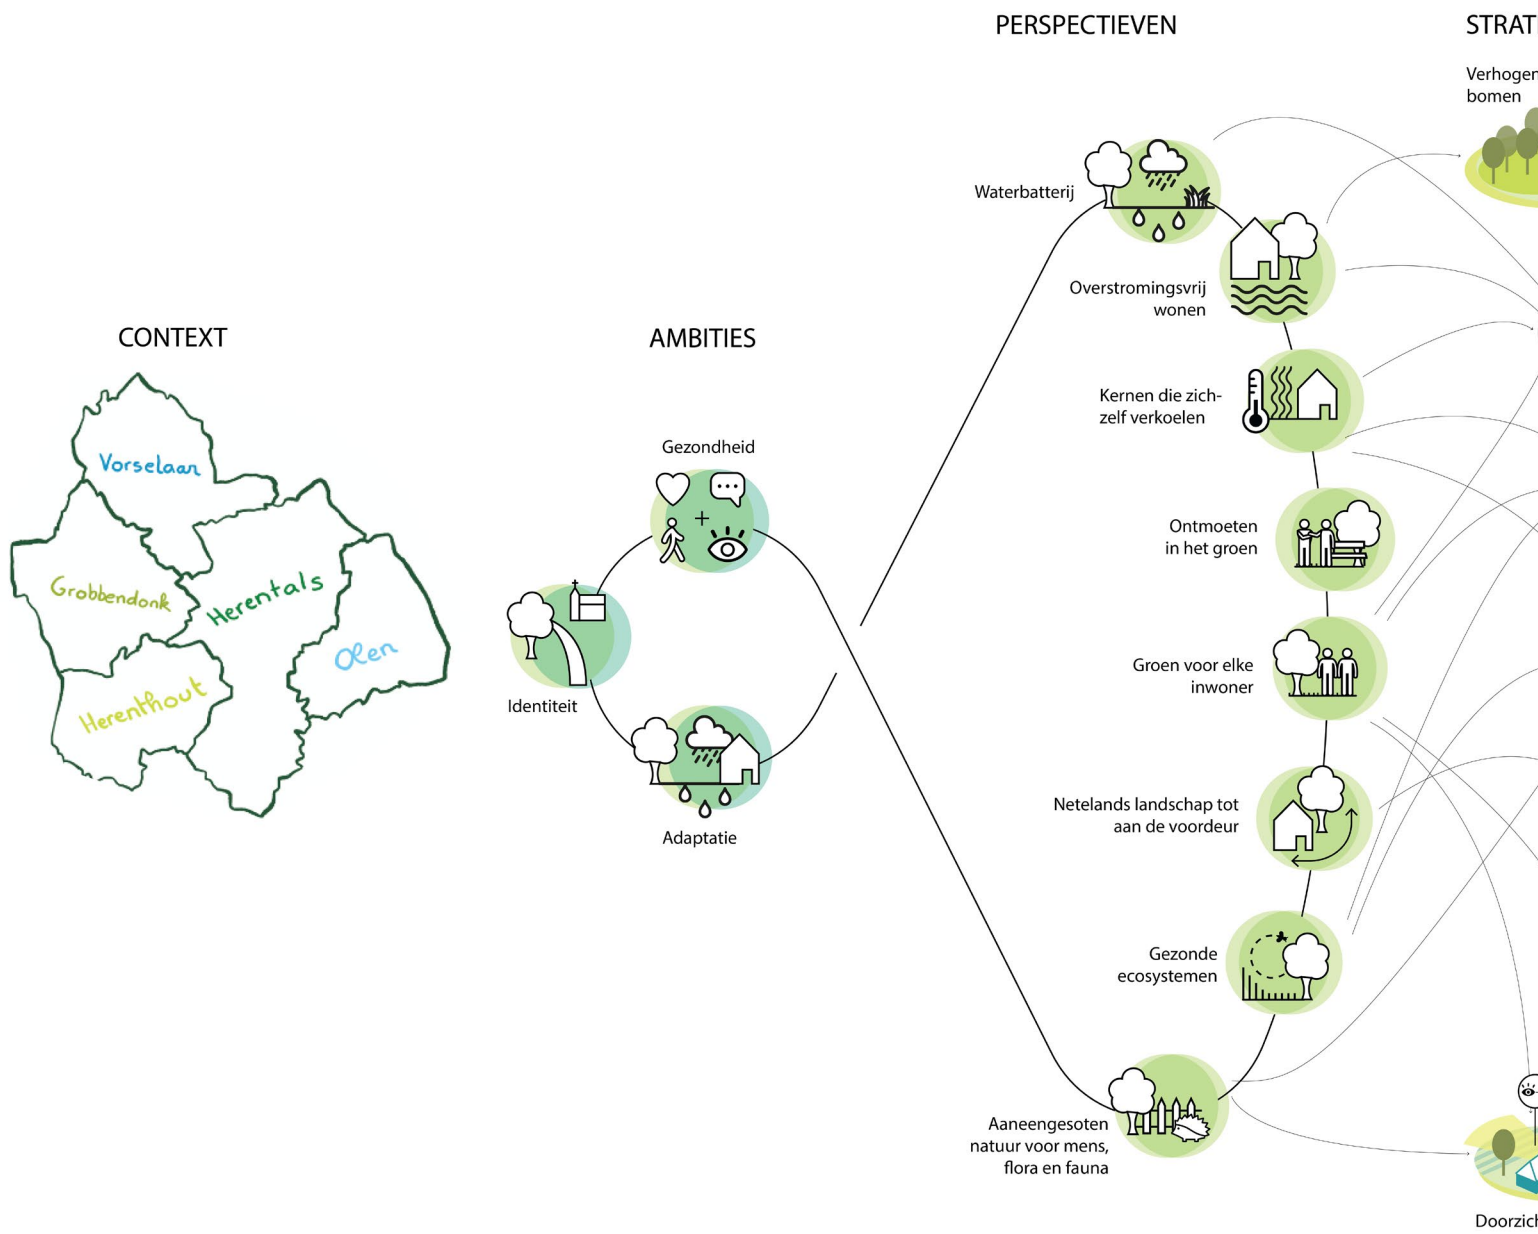 PERSPECTIEVEN
Verhogen
bomen
Waterbatterij
Overstromingsvrij
wonen
CONTEXT
AMBITIES
Kernen die zich-
zelf verkoelen
Gezondheid
Vorselaar
Ontmoeten
in het groen
Grobbendonk
Herentals
Olen
Groen voor elke
inwoner
Herenthout
Identiteit
Netelands landschap tot
aan de voordeur
Adaptatie
Gezonde
ecosystemen
Aaneengesoten
natuur voor mens,
flora en fauna